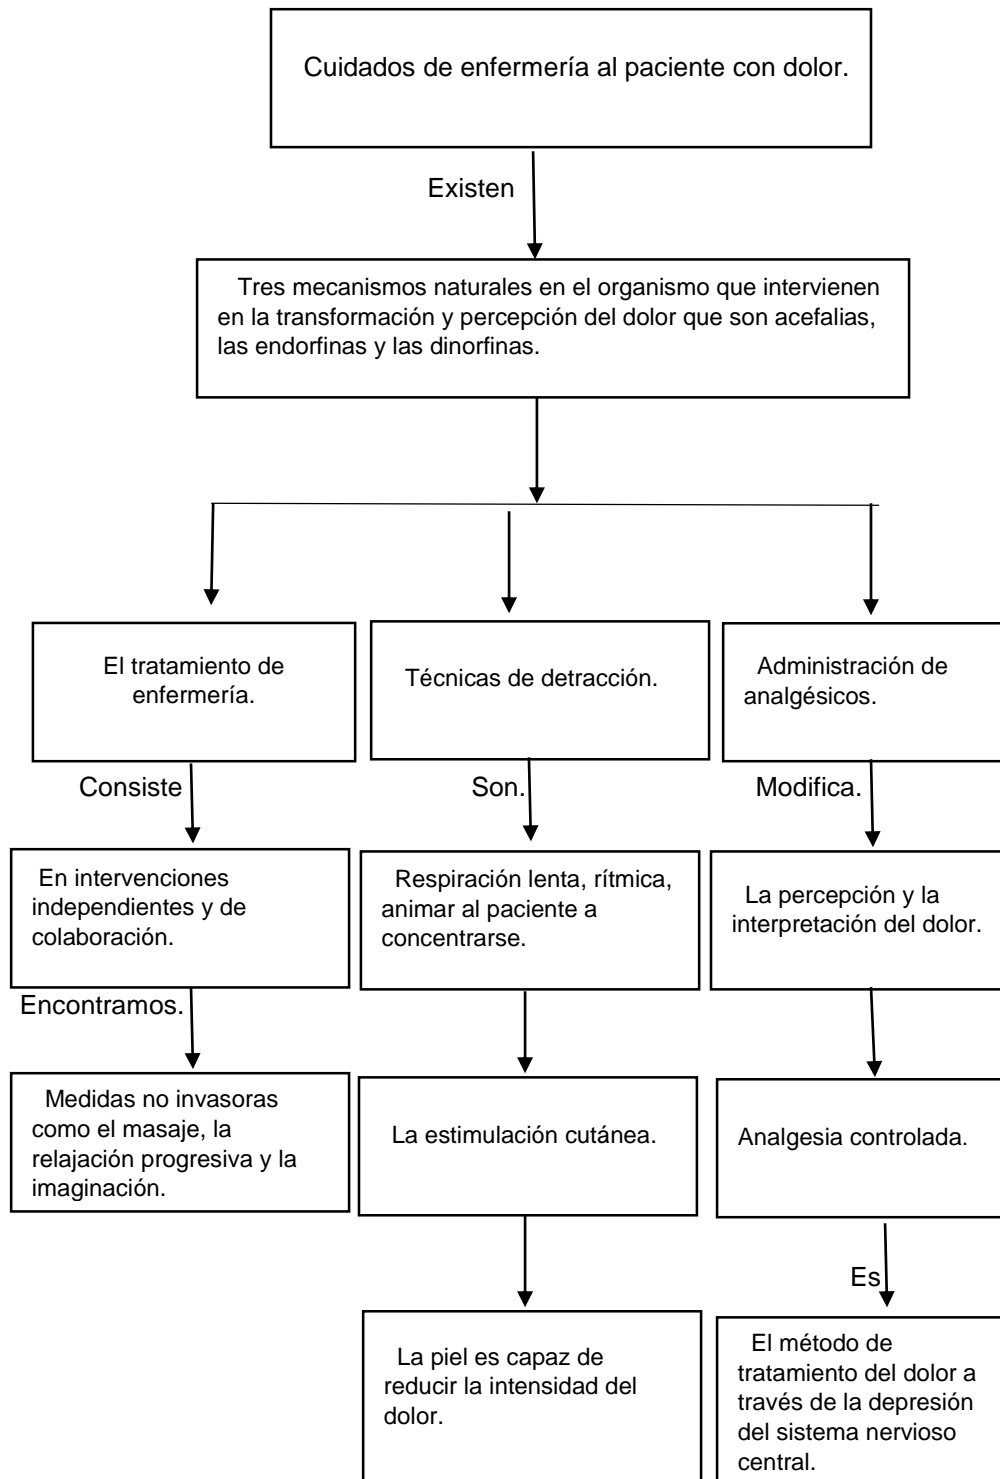 Cuidados de enfermería al paciente con dolor.
Existen
Tres mecanismos naturales en el organismo que intervienen
en la transformación y percepción del dolor que son acefalias,
las endorfinas y las dinorfinas.
El tratamiento de
enfermería.
Técnicas de detracción.
Administración de
analgésicos.
Consiste
Son.
Modifica.
En intervenciones
independientes y de
colaboración.
Respiración lenta, rítmica,
animar al paciente a
concentrarse.
La percepción y la
interpretación del dolor.
Encontramos.
Medidas no invasoras
como el masaje, la
relajación progresiva y la
imaginación.
La estimulación cutánea.
Analgesia controlada.
Es
La piel es capaz de
reducir la intensidad del
dolor.
El método de
tratamiento del dolor a
través de la depresión
del sistema nervioso
central.